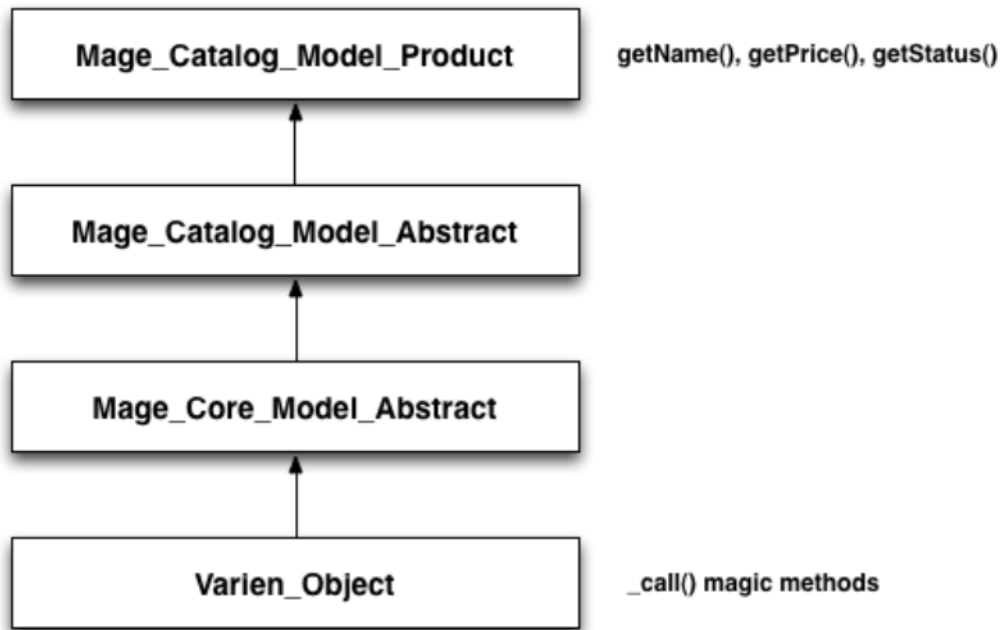 Mage_Catalog_Model_Product
getName(), getPrice(), getStatus()
Mage_Catalog_Model_Abstract
Mage_Core_Model_Abstract
Varien_Object
_call() magic methods